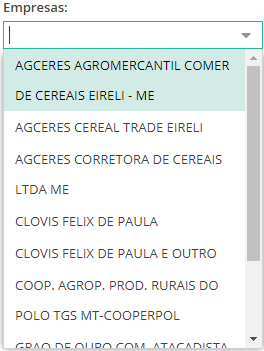 Empresas:
AGCERES AGROMERCANTIL COMER
DE CEREAIS EIRELI - ME
AGCERES CEREAL TRADE EIRELI
AGCERES CORRETORA DE CEREAIS
LTDA ME
CLOVIS FELIX DE PAULA
CLOVIS FELIX DE PAULA E OUTRO
COOP. AGROP. PROD. RURAIS DO
POLO TGS MT-COOPERPOL
GRAO DE OURO COM. ATACADISTA